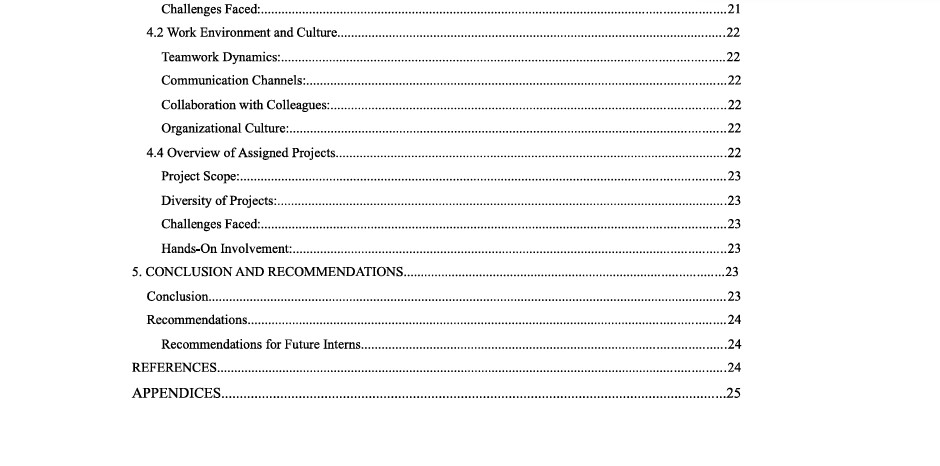 Challenges Faced:.....21
4.2 Work Environment and Culture.....22
Teamwork Dynamics:.....22
Communication Channels:.....22
Collaboration with Colleagues:.....22
Organizational Culture:.....22
4.4 Overview of Assigned Projects.....22
Project Scope:.....23
Diversity of Projects:.....23
Challenges Faced:.....23
Hands-On Involvement:.....23
5. CONCLUSION AND RECOMMENDATIONS.....23
Conclusion.....23
Recommendations.....24
Recommendations for Future Interns.....24
REFERENCES.....24
APPENDICES.....25